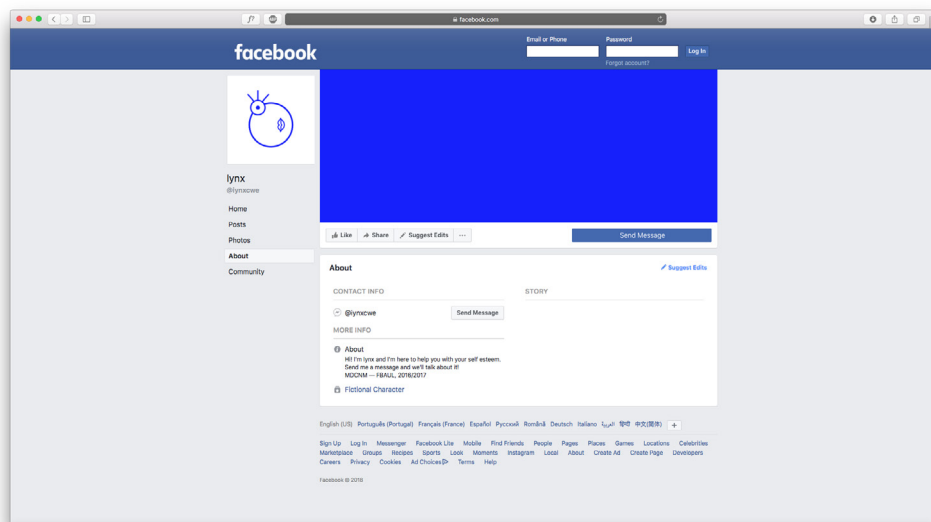 facebook.com
facebook
Email or Phone
Password
Log In
Forgot account?
lynx
@lynxcwe
Home
Posts
Photos
About
Community
Like
Share
Suggest Edits
Send Message
About
Suggest Edits
CONTACT INFO
STORY
@lynxcwe
Send Message
MORE INFO
About
Hi! I'm lynx and I'm here to help you with your self esteem.
Send me a message and we'll talk about it!
MDCNM — FBAUL, 2016/2017
Fictional Character
English (US) Português (Portugal) Français (France) Español Русский Română Deutsch Italiano العربية हिन्दी 中文(简体)
Sign Up Log In Messenger Facebook Lite Mobile Find Friends People Pages Places Games Locations Celebrities
Marketplace Groups Recipes Sports Look Moments Instagram Local About Create Ad Create Page Developers
Careers Privacy Cookies Ad Choices Terms Help
Facebook © 2018